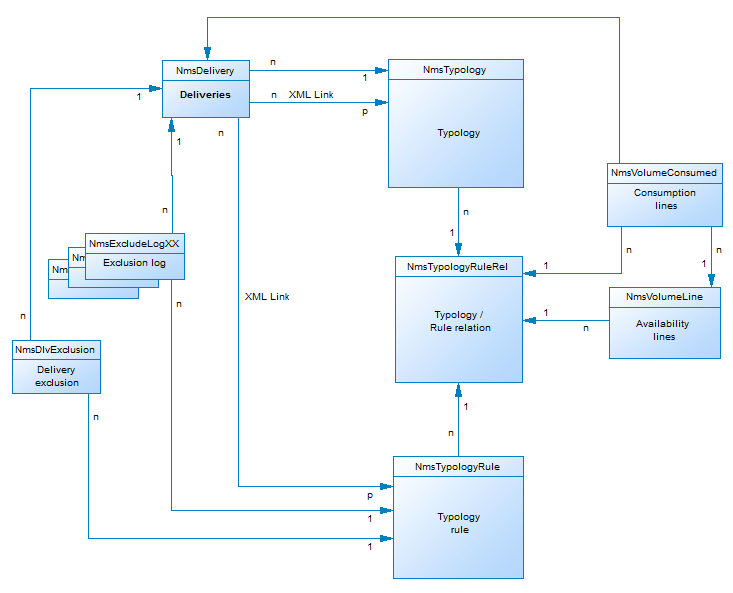 NmsDelivery
Deliveries
n
1
n
XML Link
p
NmsTypology
Typology
1
n
1
n
NmsVolumeConsumed
Consumption
lines
n
1
n
n
1
NmsExcludeLogXX
Exclusion log
Nm
Nm
n
NmsTypologyRuleRel
Typology /
Rule relation
1
1
n
NmsVolumeLine
Availability
lines
XML Link
n
NmsDlvExclusion
Delivery
exclusion
n
1
n
NmsTypologyRule
Typology
rule
p
1
1